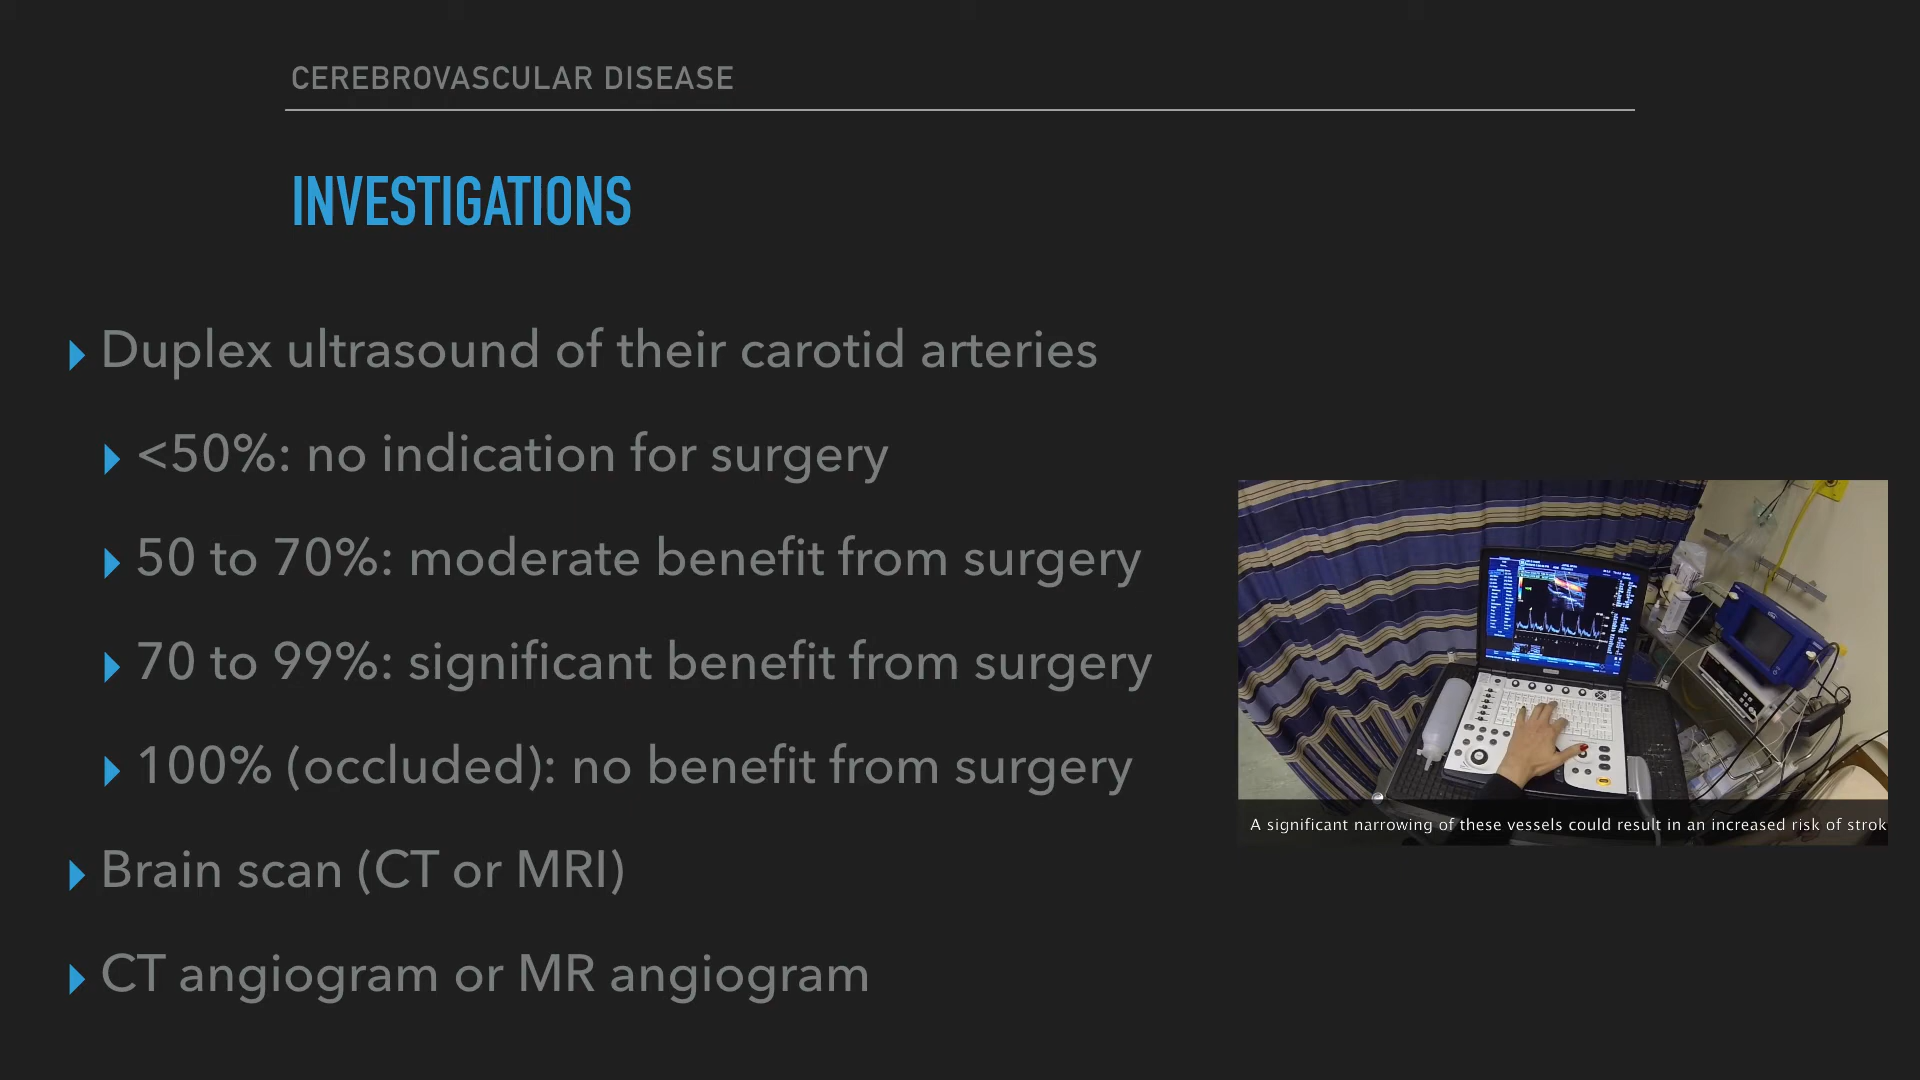 CEREBROVASCULAR DISEASE
INVESTIGATIONS
Duplex ultrasound of their carotid arteries
<50%: no indication for surgery
50 to 70%: moderate benefit from surgery
70 to 99%: significant benefit from surgery
100% (occluded): no benefit from surgery
A significant narrowing of these vessels could result in an increased risk of strok
Brain scan (CT or MRI)
CT angiogram or MR angiogram